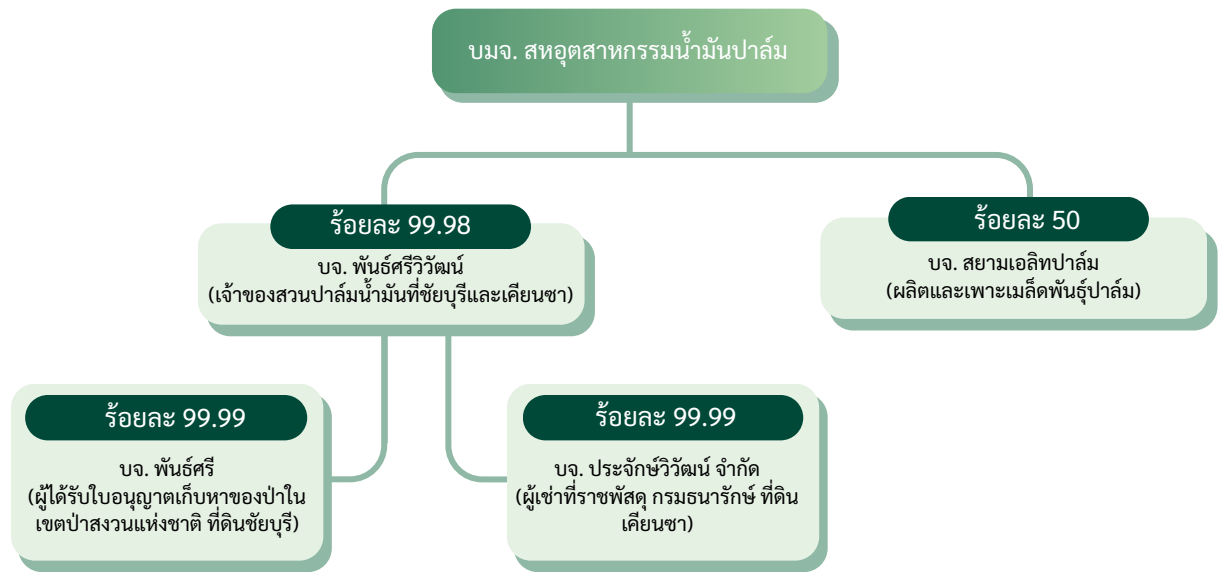 บมจ. สหอุตสาหกรรมน้ำมันปาล์ม
ร้อยละ 99.98
บจ. พันธ์ศรีวิวัฒน์
(เจ้าของสวนปาล์มน้ำมันที่ชัยบุรีและเคียนซา)
ร้อยละ 50
บจ. สยามเอลิทปาล์ม
(ผลิตและเพาะเมล็ดพันธุ์ปาล์ม)
ร้อยละ 99.99
บจ. พันธ์ศรี
(ผู้ได้รับใบอนุญาตเก็บหาของป่าใน
เขตป่าสงวนแห่งชาติ ที่ดินชัยบุรี)
ร้อยละ 99.99
บจ. ประจักษ์วิวัฒน์ จำกัด
(ผู้เช่าที่ราชพัสดุ กรมธนารักษ์ ที่ดิน
เคียนซา)